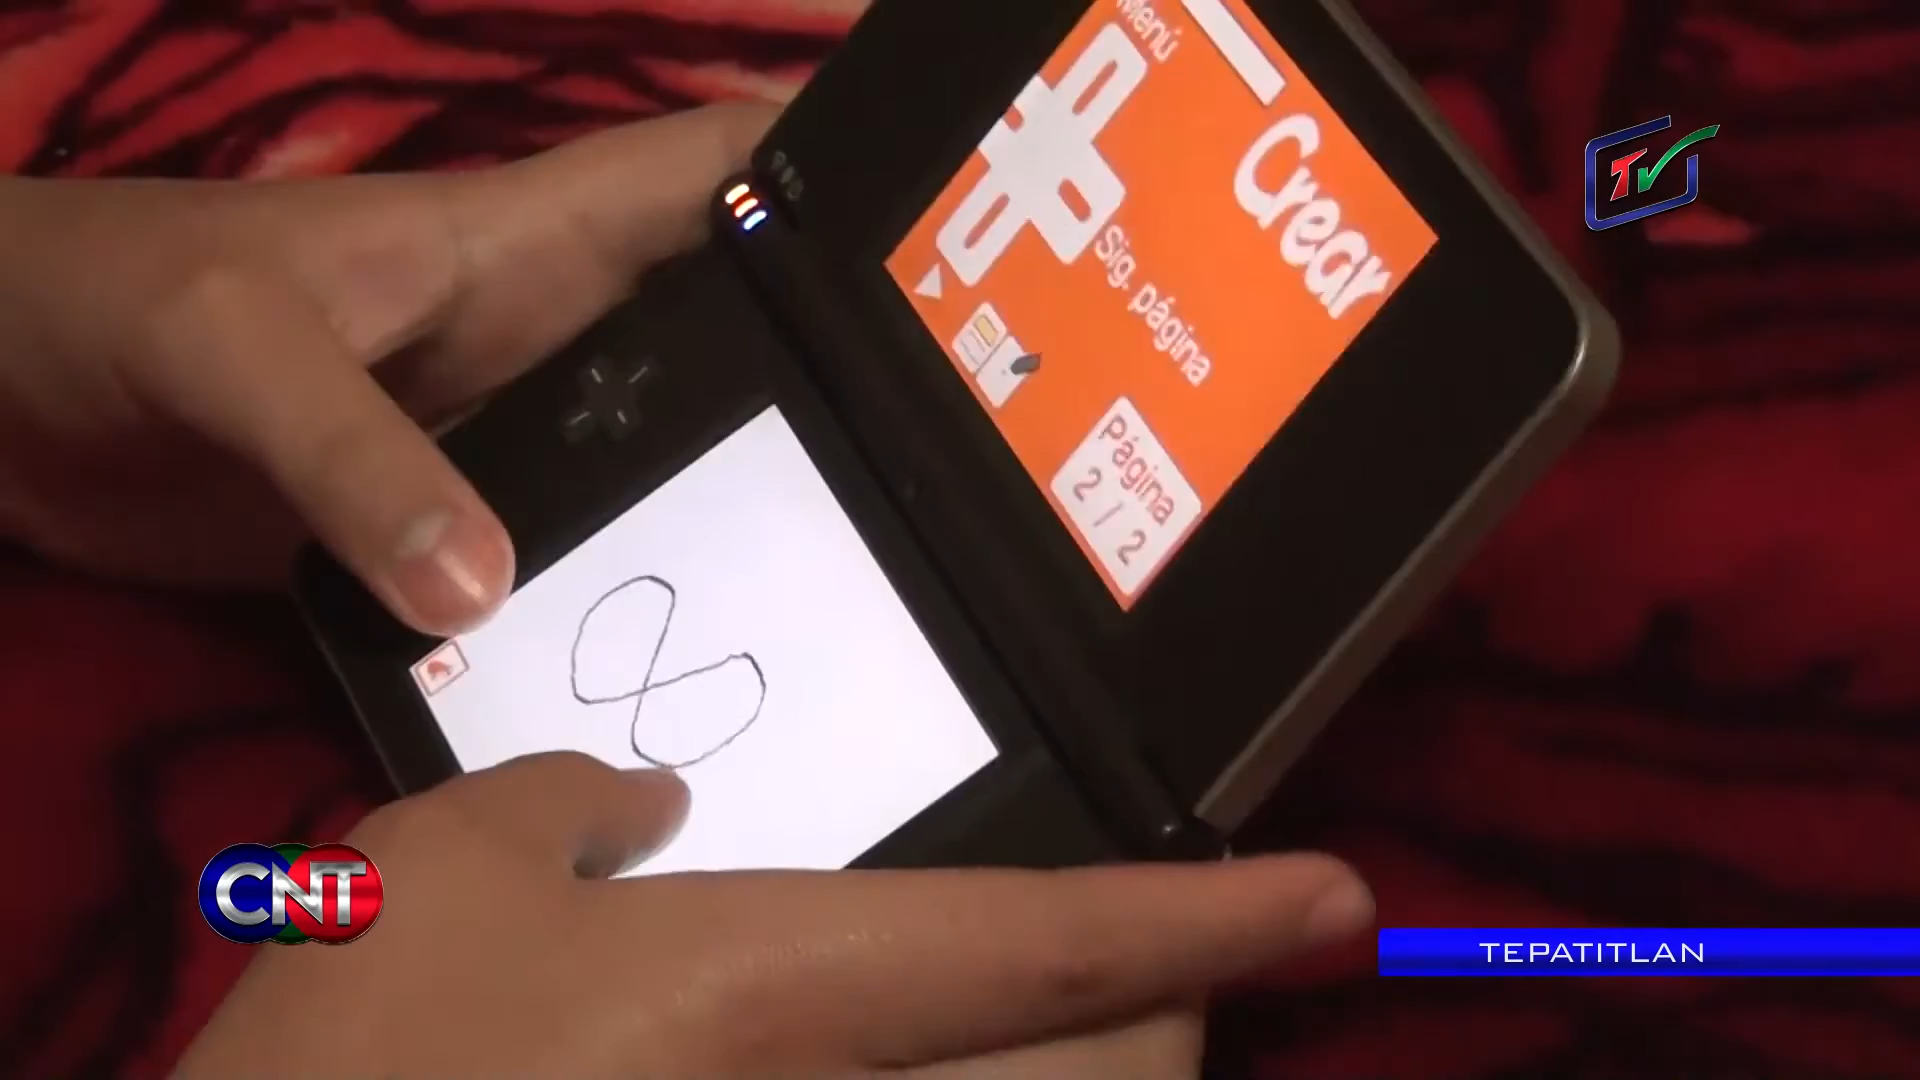 Menú
Crear
Sig. página
Página
2 / 2
TV
CNT
TEPATITLAN